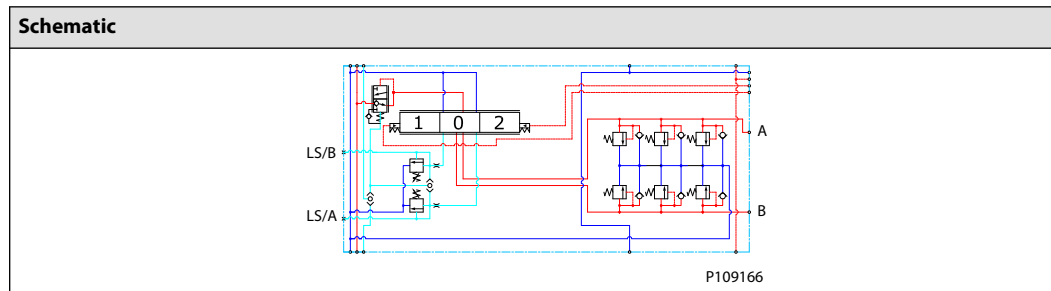 Schematic
1 0 2
A
LS/B
LS/A
B
P109166